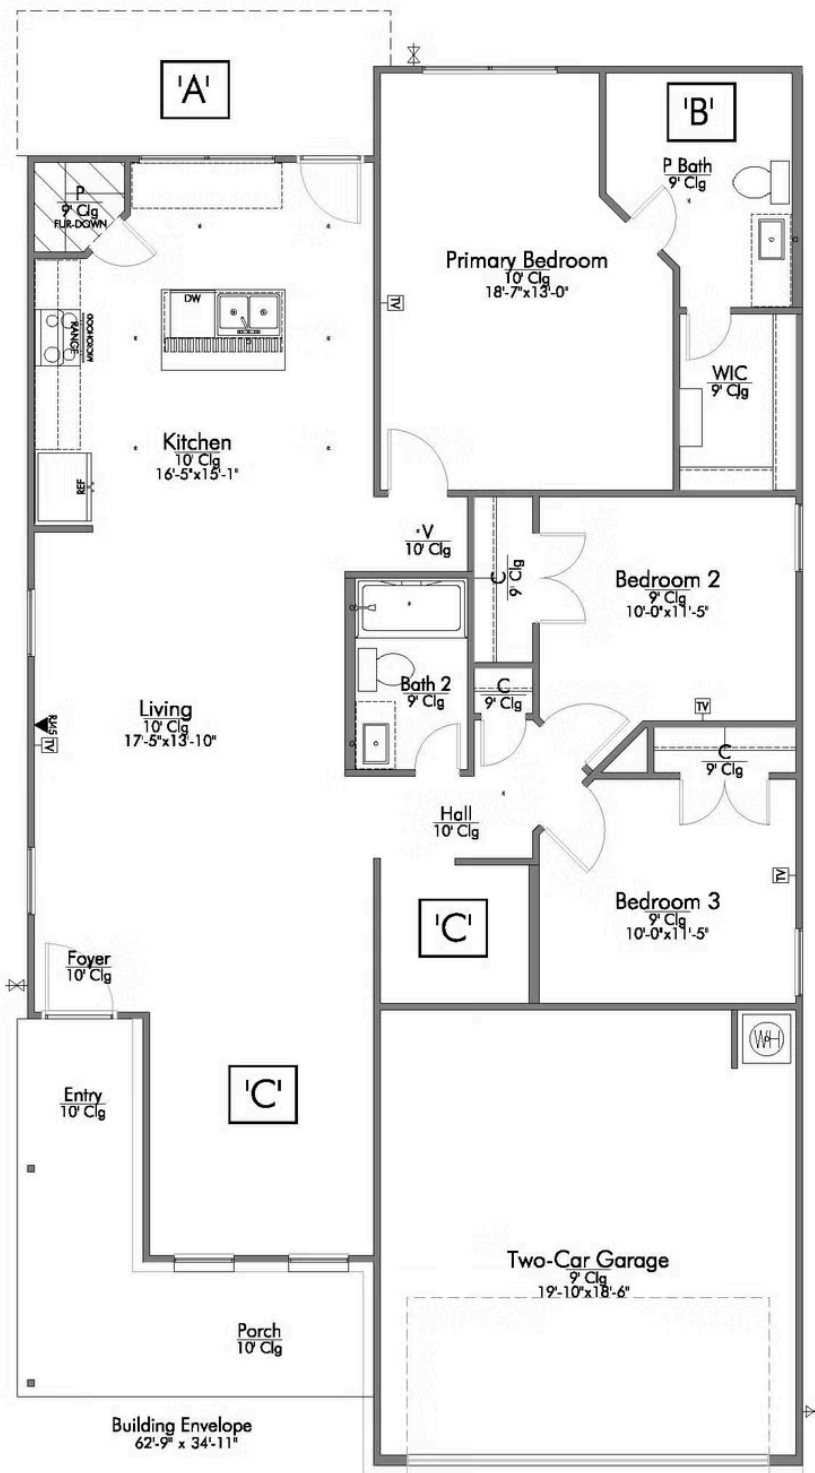 'A'
'B'
P
9' Clg
FUR-DOWN
P Bath
9' Clg
DW
Primary Bedroom
10' Clg
18'-7"x13'-0"
TV
RANGE
MICROHOOD
WIC
9' Clg
Kitchen
10' Clg
16'-5"x15'-1"
REF
V
10' Clg
C
9' Clg
Bedroom 2
9' Clg
10'-0"x11'-5"
Bath 2
9' Clg
C
9' Clg
TV
Living
10' Clg
17'-5"x13'-10"
RJ45
TV
C
9' Clg
Hall
10' Clg
TV
Bedroom 3
9' Clg
10'-0"x11'-5"
'C'
Foyer
10' Clg
WH
'C'
Entry
10' Clg
Two-Car Garage
9' Clg
19'-10"x18'-6"
Porch
10' Clg
Building Envelope
62'-9" x 34'-11"